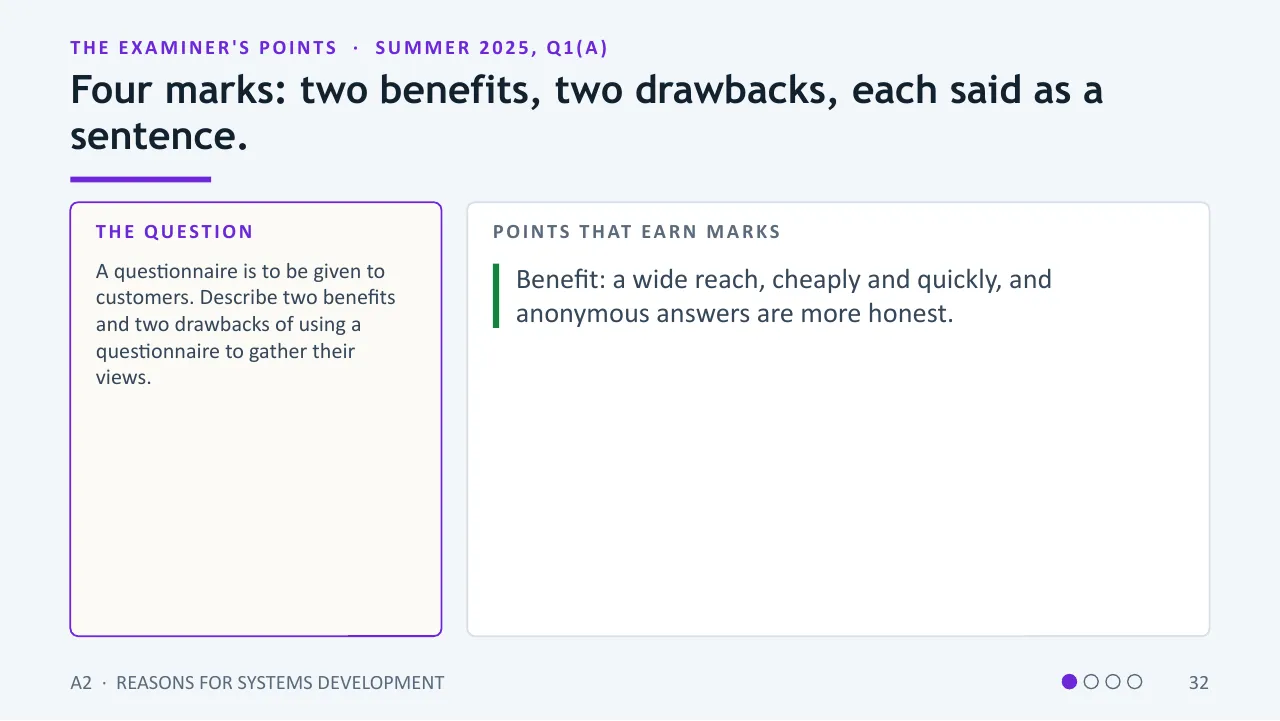 THE EXAMINER'S POINTS · SUMMER 2025, Q1(A)
Four marks: two benefits, two drawbacks, each said as a
sentence.
THE QUESTION
A questionnaire is to be given to
customers. Describe two benefits
and two drawbacks of using a
questionnaire to gather their
views.
POINTS THAT EARN MARKS
Benefit: a wide reach, cheaply and quickly, and
anonymous answers are more honest.
A2 · REASONS FOR SYSTEMS DEVELOPMENT
32